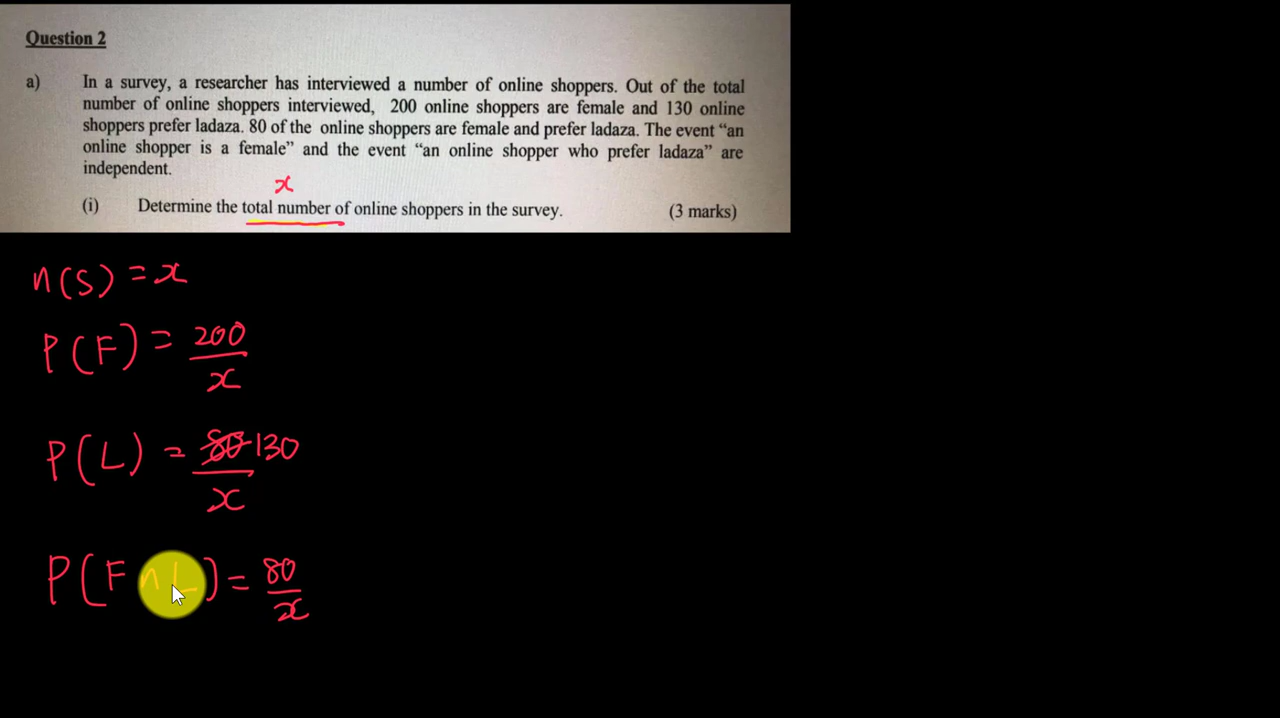 Question 2
a) In a survey, a researcher has interviewed a number of online shoppers. Out of the total
number of online shoppers interviewed, 200 online shoppers are female and 130 online
shoppers prefer ladaza. 80 of the online shoppers are female and prefer ladaza. The event “an
online shopper is a female” and the event “an online shopper who prefer ladaza” are
independent.
x
(i) Determine the total number of online shoppers in the survey. (3 marks)
n(S) = x
P(F) = 200/x
P(L) = 80 130/x
P(F ∩ L) = 80/x